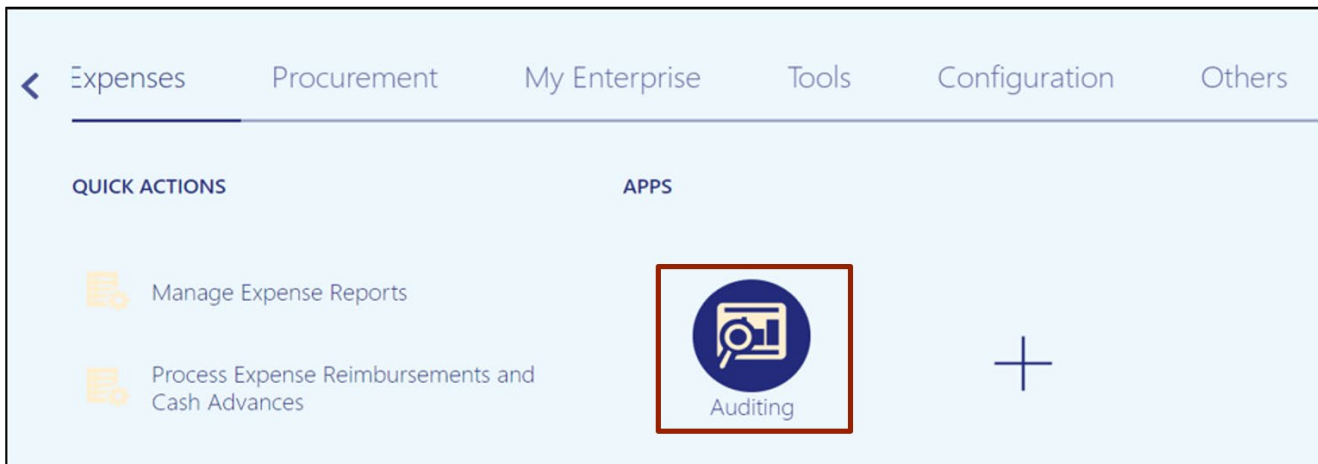 Expenses Procurement My Enterprise Tools Configuration Others
QUICK ACTIONS
APPS
Manage Expense Reports
Process Expense Reimbursements and
Cash Advances
Auditing